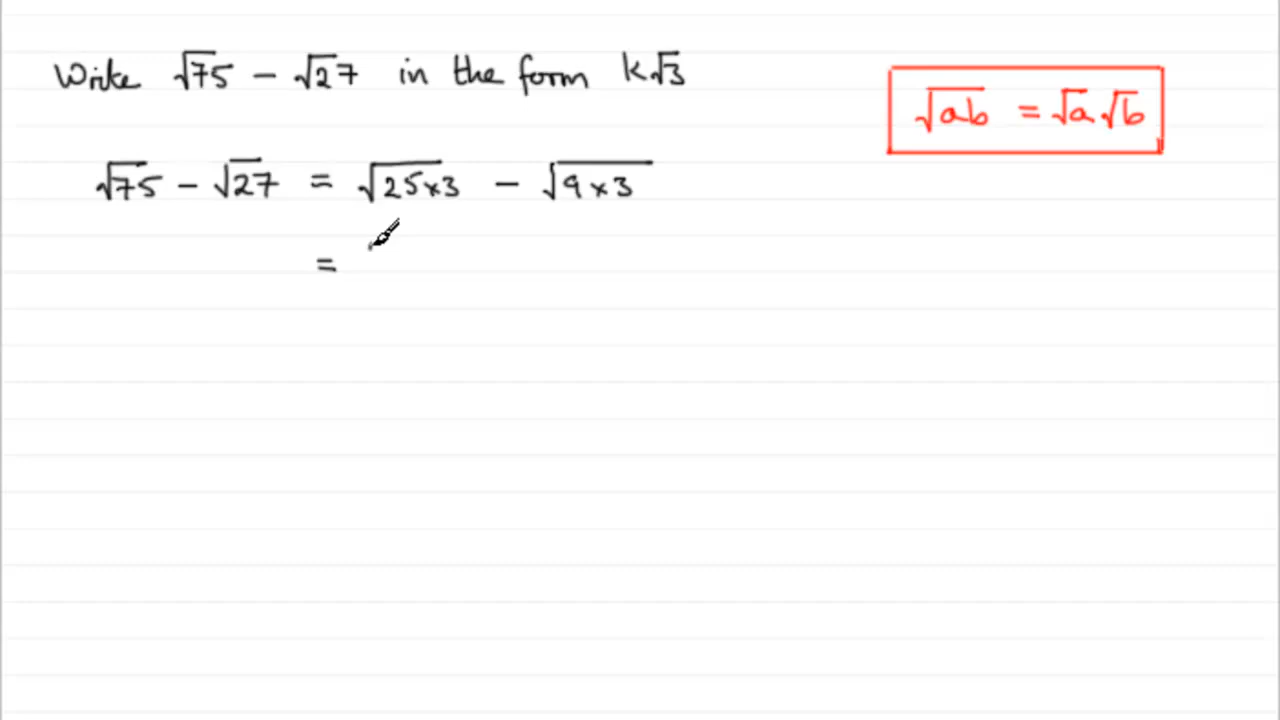 Write √75 − √27 in the form k√3
√ab = √a√b
√75 − √27 = √25×3 − √9×3
=